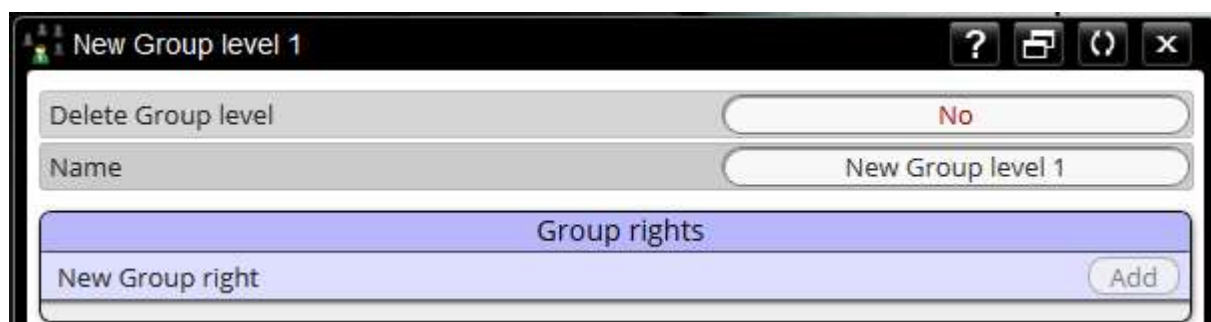 New Group level 1 ?
Delete Group level No
Name New Group level 1
Group rights
New Group right Add